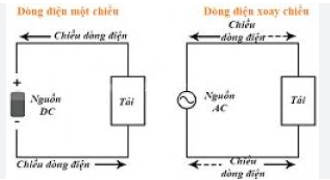 Dòng điện một chiều
Chiều dòng điện
+
Nguồn
DC
-
Tải
Chiều dòng điện
Dòng điện xoay chiều
Chiều
dòng điện
Nguồn
AC
Tải
Chiều
dòng điện